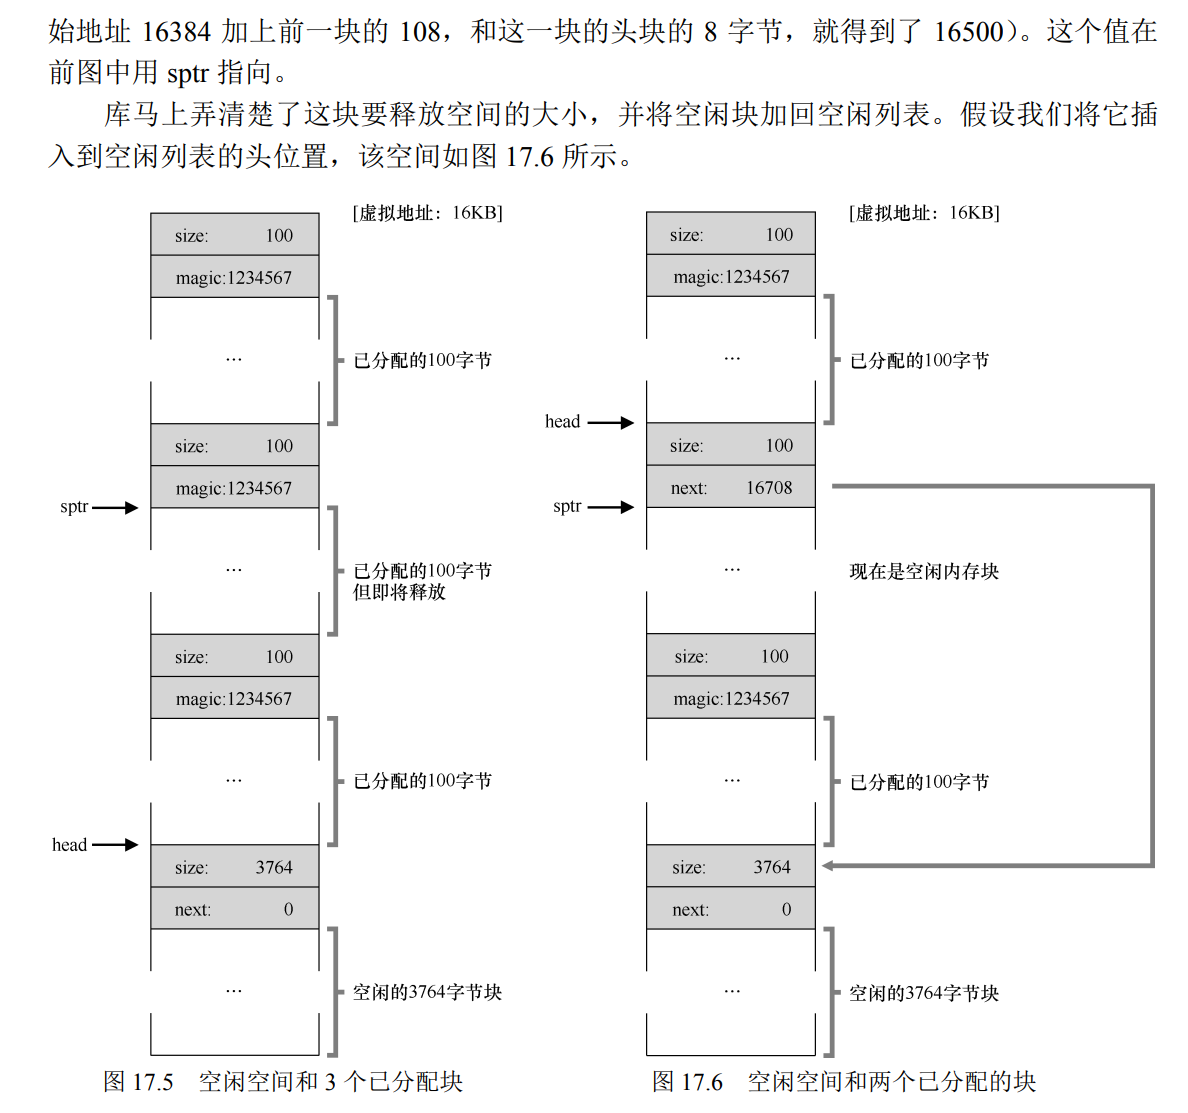 始地址 16384 加上前一块的 108，和这一块的头块的 8 字节，就得到了 16500）。这个值在
前图中用 sptr 指向。
库马上弄清楚了这块要释放空间的大小，并将空闲块加回空闲列表。假设我们将它插
入到空闲列表的头位置，该空间如图 17.6 所示。
[虚拟地址：16KB]
size: 100
magic:1234567
...
已分配的100字节
size: 100
magic:1234567
sptr
...
已分配的100字节
但即将释放
size: 100
magic:1234567
...
已分配的100字节
head
size: 3764
next: 0
...
空闲的3764字节块
图 17.5 空闲空间和 3 个已分配块
[虚拟地址：16KB]
size: 100
magic:1234567
...
已分配的100字节
head
size: 100
next: 16708
sptr
...
现在是空闲内存块
size: 100
magic:1234567
...
已分配的100字节
size: 3764
next: 0
...
空闲的3764字节块
图 17.6 空闲空间和两个已分配的块